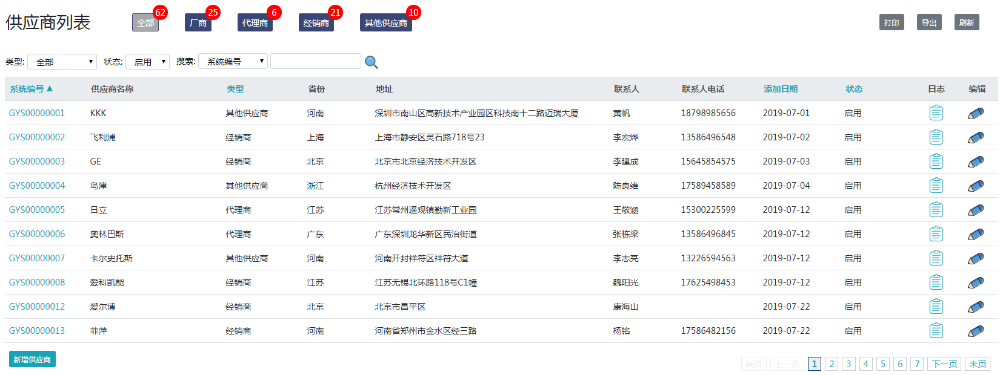 供应商列表 全部 62 厂商 25 代理商 6 经销商 21 其他供应商 10 打印 导出 刷新
类型: 全部 状态: 启用 搜索: 系统编号
系统编号▲ 供应商名称 类型 省份 地址 联系人 联系人电话 添加日期 状态 日志 编辑
GYS00000001 KKK 其他供应商 河南 深圳市南山区高新技术产业园区科技南十二路迈瑞大厦 黄帆 18798985656 2019-07-01 启用
GYS00000002 飞利浦 经销商 上海 上海市静安区灵石路718号23 李宏烨 13586496548 2019-07-02 启用
GYS00000003 GE 经销商 北京 北京市北京经济技术开发区 李建成 15645854575 2019-07-03 启用
GYS00000004 岛津 其他供应商 浙江 杭州经济技术开发区 陈良维 17589458589 2019-07-04 启用
GYS00000005 日立 代理商 江苏 江苏常州遥观镇勤新工业园 王敬涵 15300225599 2019-07-12 启用
GYS00000006 奥林巴斯 代理商 广东 广东深圳龙华新区民治街道 张栋梁 13586496845 2019-07-12 启用
GYS00000007 卡尔史托斯 其他供应商 河南 河南开封祥符区祥符大道 李志亮 13226594563 2019-07-12 启用
GYS00000008 爱科凯能 经销商 江苏 江苏无锡北环路118号C1幢 魏阳光 17625498453 2019-07-12 启用
GYS00000012 爱尔博 经销商 北京 北京市昌平区 康海山 2019-07-22 启用
GYS00000013 菲萍 经销商 河南 河南省郑州市金水区经三路 杨铭 17586482156 2019-07-22 启用
新增供应商 首页 上一页 1 2 3 4 5 6 7 下一页 末页